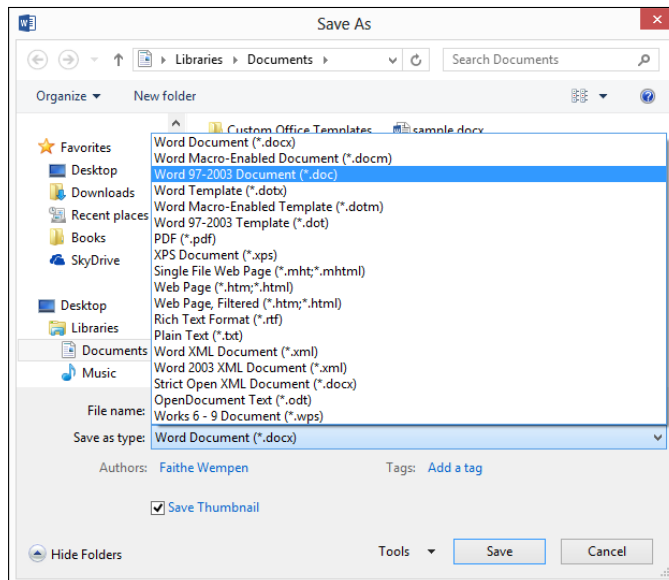 Save As
Libraries Documents
Search Documents
Organize New folder
Custom Office Templates sample.docx
Favorites
Desktop
Downloads
Recent places
Books
SkyDrive
Desktop
Libraries
Documents
Music
Word Document (*.docx)
Word Macro-Enabled Document (*.docm)
Word 97-2003 Document (*.doc)
Word Template (*.dotx)
Word Macro-Enabled Template (*.dotm)
Word 97-2003 Template (*.dot)
PDF (*.pdf)
XPS Document (*.xps)
Single File Web Page (*.mht;*.mhtml)
Web Page (*.htm;*.html)
Web Page, Filtered (*.htm;*.html)
Rich Text Format (*.rtf)
Plain Text (*.txt)
Word XML Document (*.xml)
Word 2003 XML Document (*.xml)
Strict Open XML Document (*.docx)
OpenDocument Text (*.odt)
Works 6 - 9 Document (*.wps)
File name:
Save as type: Word Document (*.docx)
Authors: Faithe Wempen Tags: Add a tag
Save Thumbnail
Hide Folders Tools Save Cancel